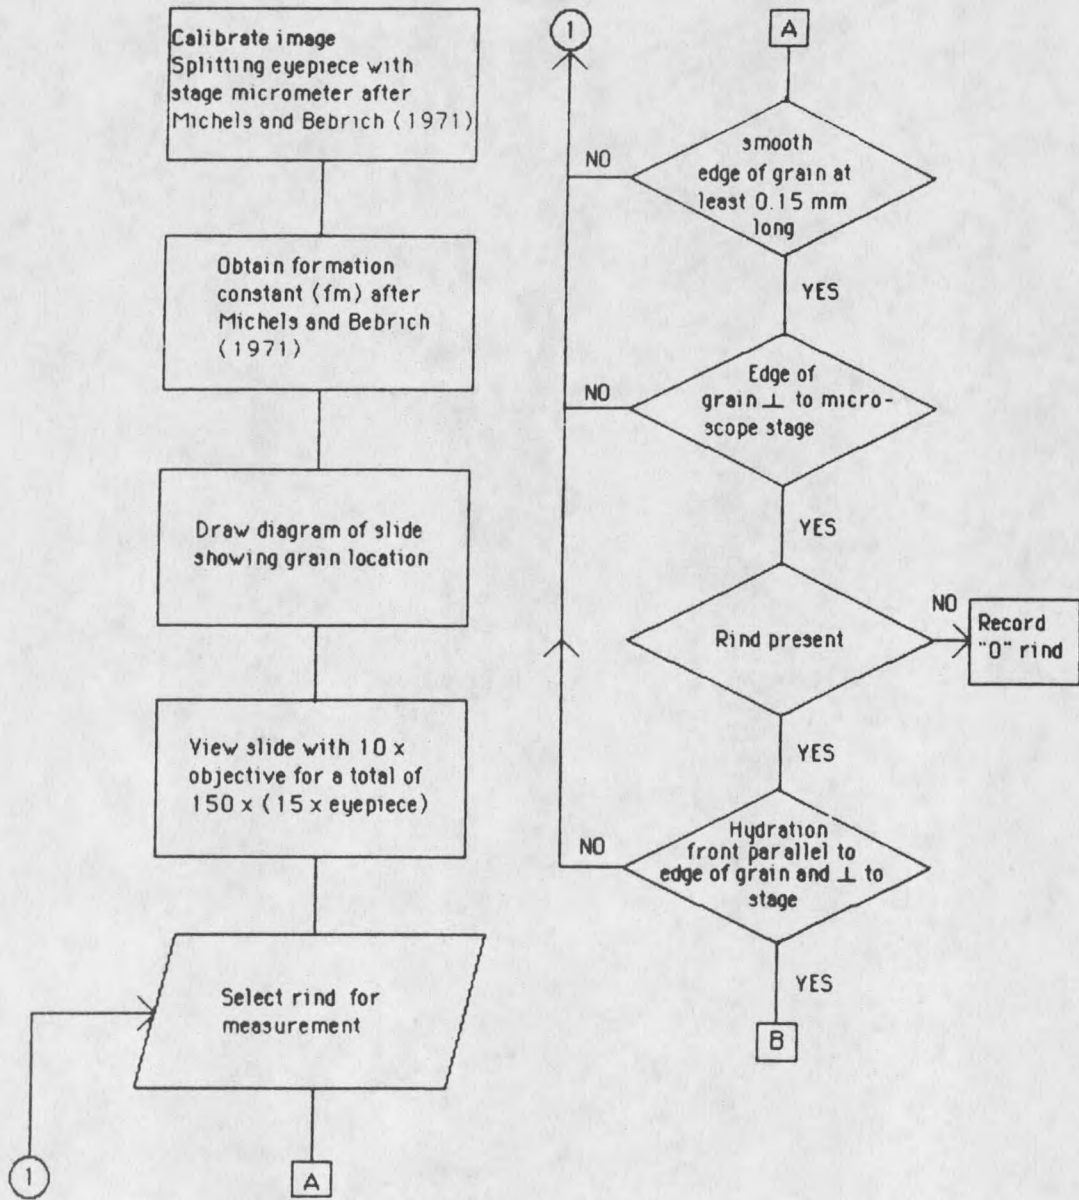 Calibrate image
Splitting eyepiece with
stage micrometer after
Michels and Bebrich (1971)
Obtain formation
constant (fm) after
Michels and Bebrich
(1971)
Draw diagram of slide
showing grain location
View slide with 10 x
objective for a total of
150 x (15 x eyepiece)
Select rind for
measurement
1
A
1
A
smooth
edge of grain at
least 0.15 mm
long
NO
YES
Edge of
grain ⊥ to micro-
scope stage
NO
YES
Rind present
NO
Record
"0" rind
YES
Hydration
front parallel to
edge of grain and ⊥ to
stage
NO
YES
B